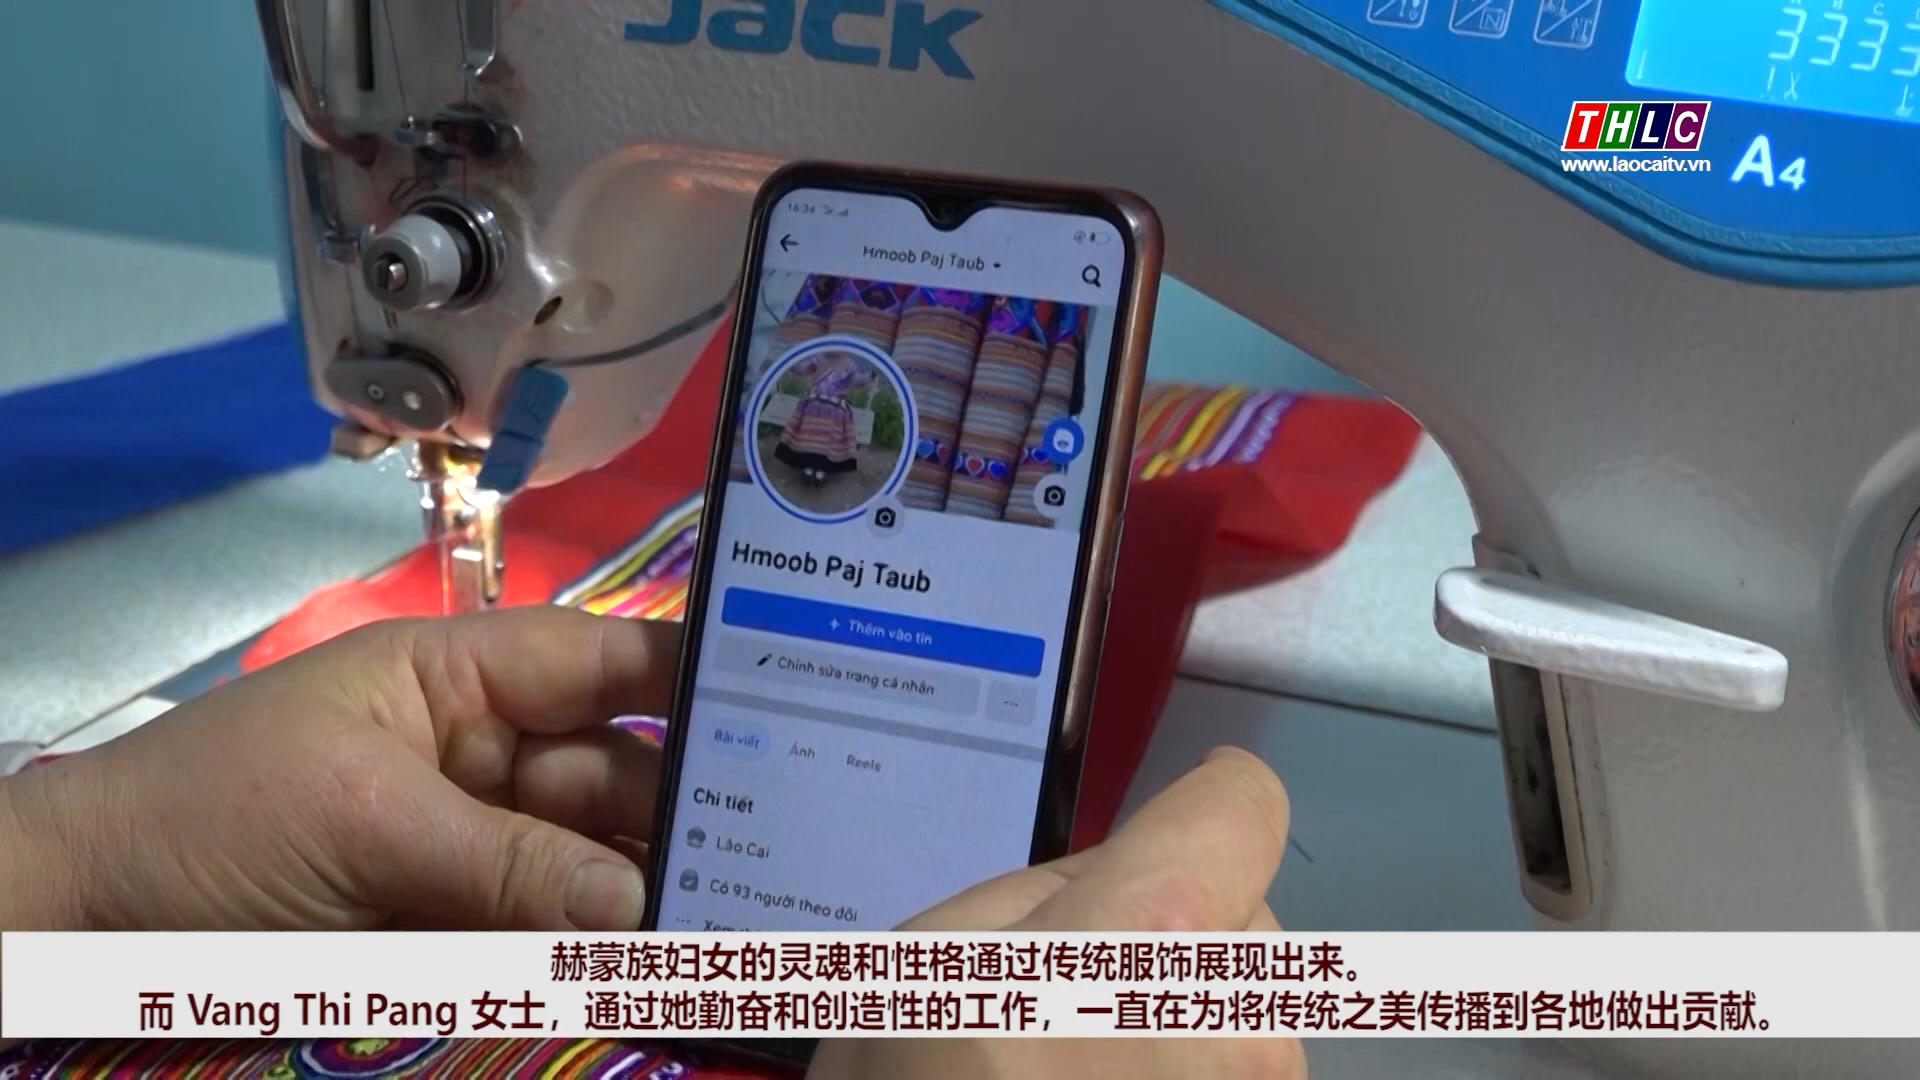 Jack
3333
THLC
www.laocaitv.vn
A4
16:34
Hmoob Paj Taub
Hmoob Paj Taub
+ Thêm vào tin
Chỉnh sửa trang cá nhân
...
Bài viết Ảnh Reels
Chi tiết
Lào Cai
Có 93 người theo dõi
赫蒙族妇女的灵魂和性格通过传统服饰展现出来。
而 Vang Thi Pang 女士，通过她勤奋和创造性的工作，一直在为将传统之美传播到各地做出贡献。